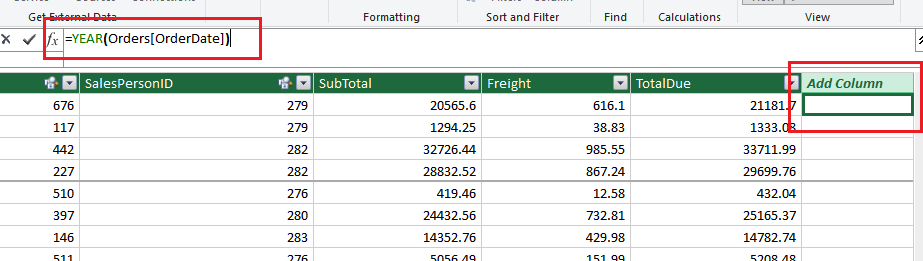 Get External Data Formatting Sort and Filter Find Calculations View
fx =YEAR(Orders[OrderDate])
SalesPersonID SubTotal Freight TotalDue Add Column
676 279 20565.6 616.1 21181.7
117 279 1294.25 38.83 1333.08
442 282 32726.44 985.55 33711.99
227 282 28832.52 867.24 29699.76
510 276 419.46 12.58 432.04
397 280 24432.56 732.81 25165.37
146 283 14352.76 429.98 14782.74
511 276 5056.49 151.99 5208.48